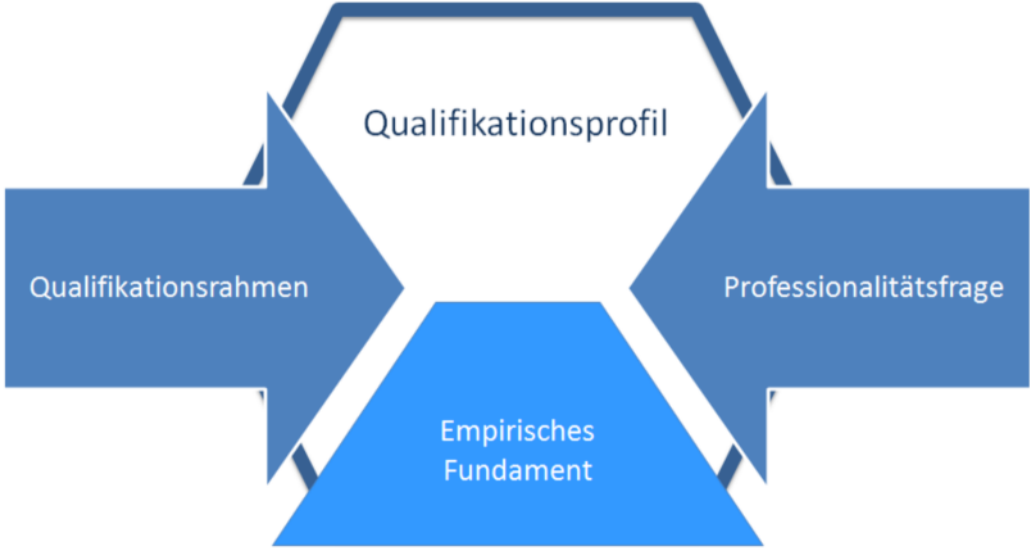 Qualifikationsprofil
Qualifikationsrahmen
Professionalitätsfrage
Empirisches
Fundament